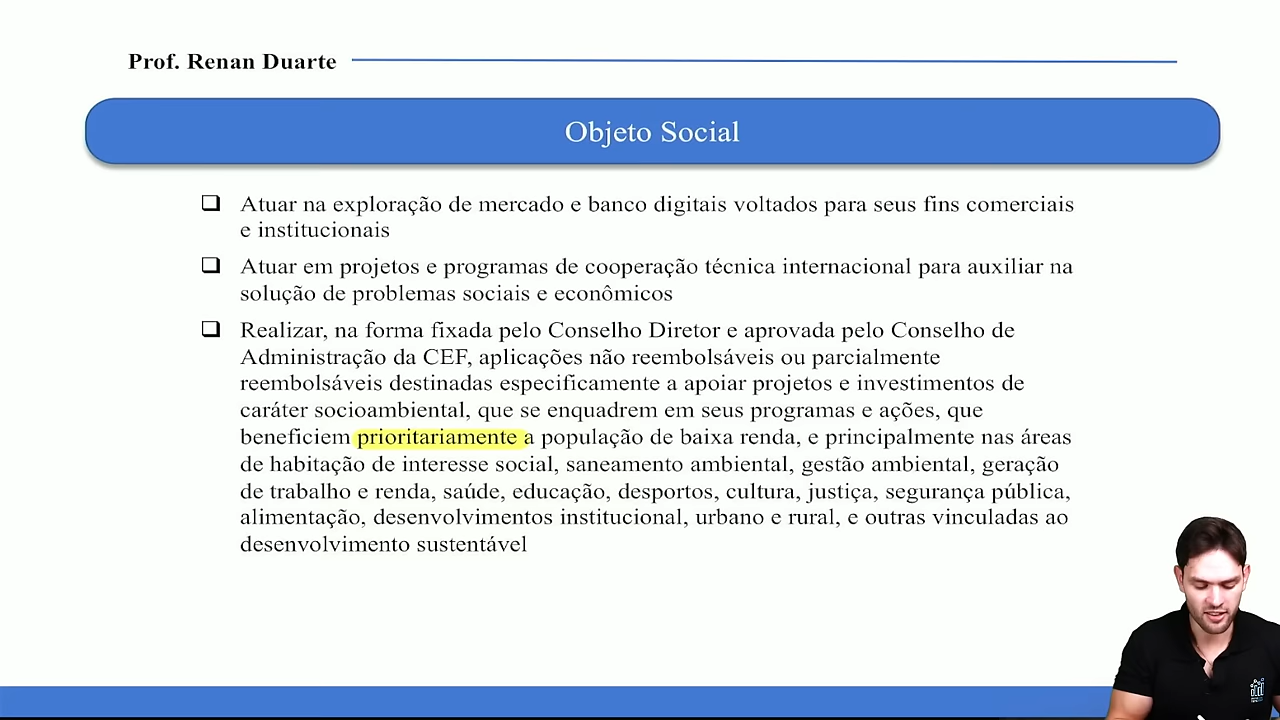 Prof. Renan Duarte
Objeto Social
❑ Atuar na exploração de mercado e banco digitais voltados para seus fins comerciais
e institucionais
❑ Atuar em projetos e programas de cooperação técnica internacional para auxiliar na
solução de problemas sociais e econômicos
❑ Realizar, na forma fixada pelo Conselho Diretor e aprovada pelo Conselho de
Administração da CEF, aplicações não reembolsáveis ou parcialmente
reembolsáveis destinadas especificamente a apoiar projetos e investimentos de
caráter socioambiental, que se enquadrem em seus programas e ações, que
beneficiem prioritariamente a população de baixa renda, e principalmente nas áreas
de habitação de interesse social, saneamento ambiental, gestão ambiental, geração
de trabalho e renda, saúde, educação, desportos, cultura, justiça, segurança pública,
alimentação, desenvolvimentos institucional, urbano e rural, e outras vinculadas ao
desenvolvimento sustentável